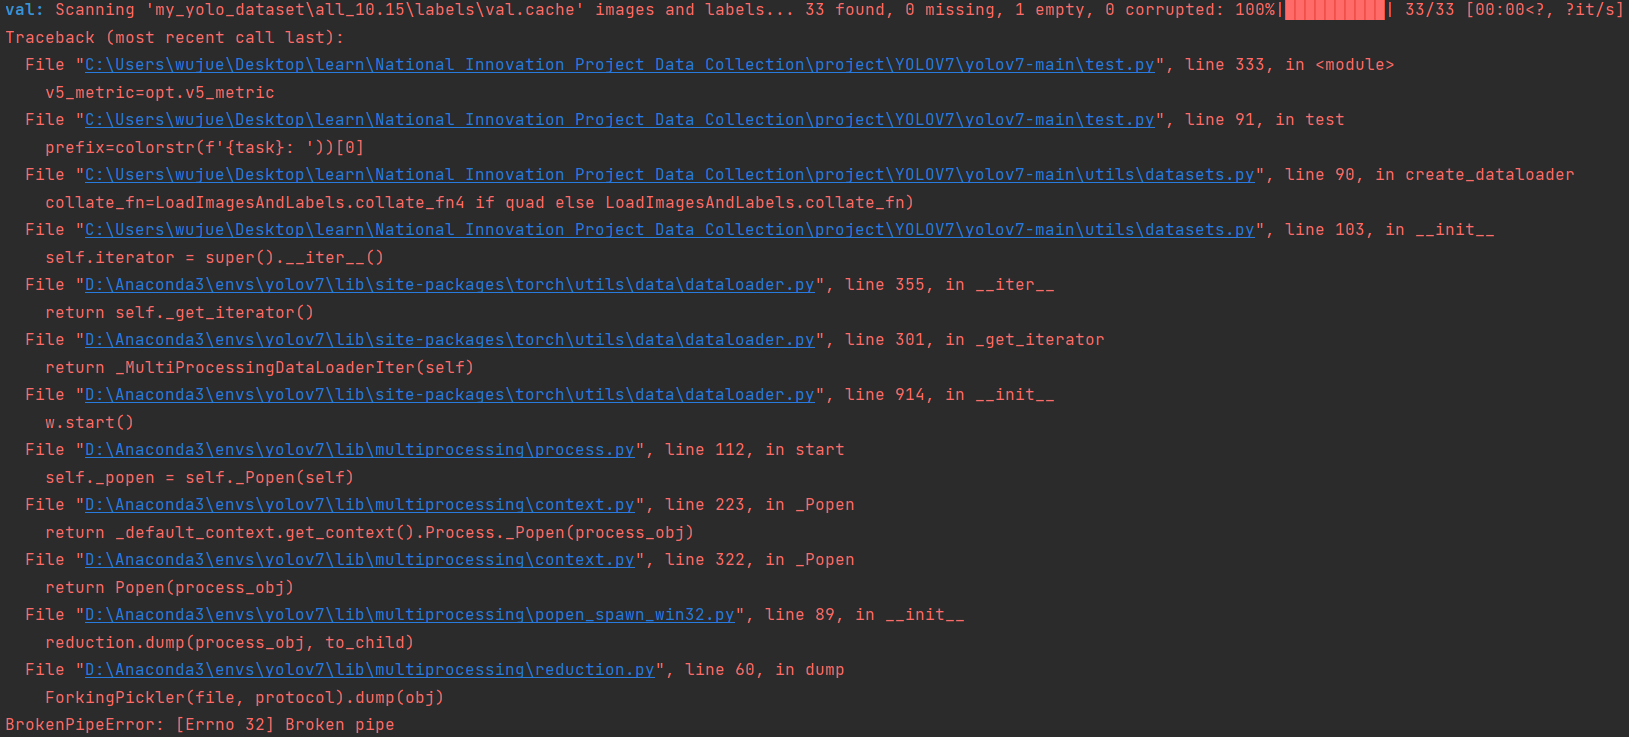 val: Scanning 'my_yolo_dataset\all_10.15\labels\val.cache' images and labels... 33 found, 0 missing, 1 empty, 0 corrupted: 100%|██████████| 33/33 [00:00<?, ?it/s]
Traceback (most recent call last):
  File "C:\Users\wujue\Desktop\learn\National Innovation Project Data Collection\project\YOLOV7\yolov7-main\test.py", line 333, in <module>
    v5_metric=opt.v5_metric
  File "C:\Users\wujue\Desktop\learn\National Innovation Project Data Collection\project\YOLOV7\yolov7-main\test.py", line 91, in test
    prefix=colorstr(f'{task}: '))[0]
  File "C:\Users\wujue\Desktop\learn\National Innovation Project Data Collection\project\YOLOV7\yolov7-main\utils\datasets.py", line 90, in create_dataloader
    collate_fn=LoadImagesAndLabels.collate_fn4 if quad else LoadImagesAndLabels.collate_fn)
  File "C:\Users\wujue\Desktop\learn\National Innovation Project Data Collection\project\YOLOV7\yolov7-main\utils\datasets.py", line 103, in __init__
    self.iterator = super().__iter__()
  File "D:\Anaconda3\envs\yolov7\lib\site-packages\torch\utils\data\dataloader.py", line 355, in __iter__
    return self._get_iterator()
  File "D:\Anaconda3\envs\yolov7\lib\site-packages\torch\utils\data\dataloader.py", line 301, in _get_iterator
    return _MultiProcessingDataLoaderIter(self)
  File "D:\Anaconda3\envs\yolov7\lib\site-packages\torch\utils\data\dataloader.py", line 914, in __init__
    w.start()
  File "D:\Anaconda3\envs\yolov7\lib\multiprocessing\process.py", line 112, in start
    self._popen = self._Popen(self)
  File "D:\Anaconda3\envs\yolov7\lib\multiprocessing\context.py", line 223, in _Popen
    return _default_context.get_context().Process._Popen(process_obj)
  File "D:\Anaconda3\envs\yolov7\lib\multiprocessing\context.py", line 322, in _Popen
    return Popen(process_obj)
  File "D:\Anaconda3\envs\yolov7\lib\multiprocessing\popen_spawn_win32.py", line 89, in __init__
    reduction.dump(process_obj, to_child)
  File "D:\Anaconda3\envs\yolov7\lib\multiprocessing\reduction.py", line 60, in dump
    ForkingPickler(file, protocol).dump(obj)
BrokenPipeError: [Errno 32] Broken pipe